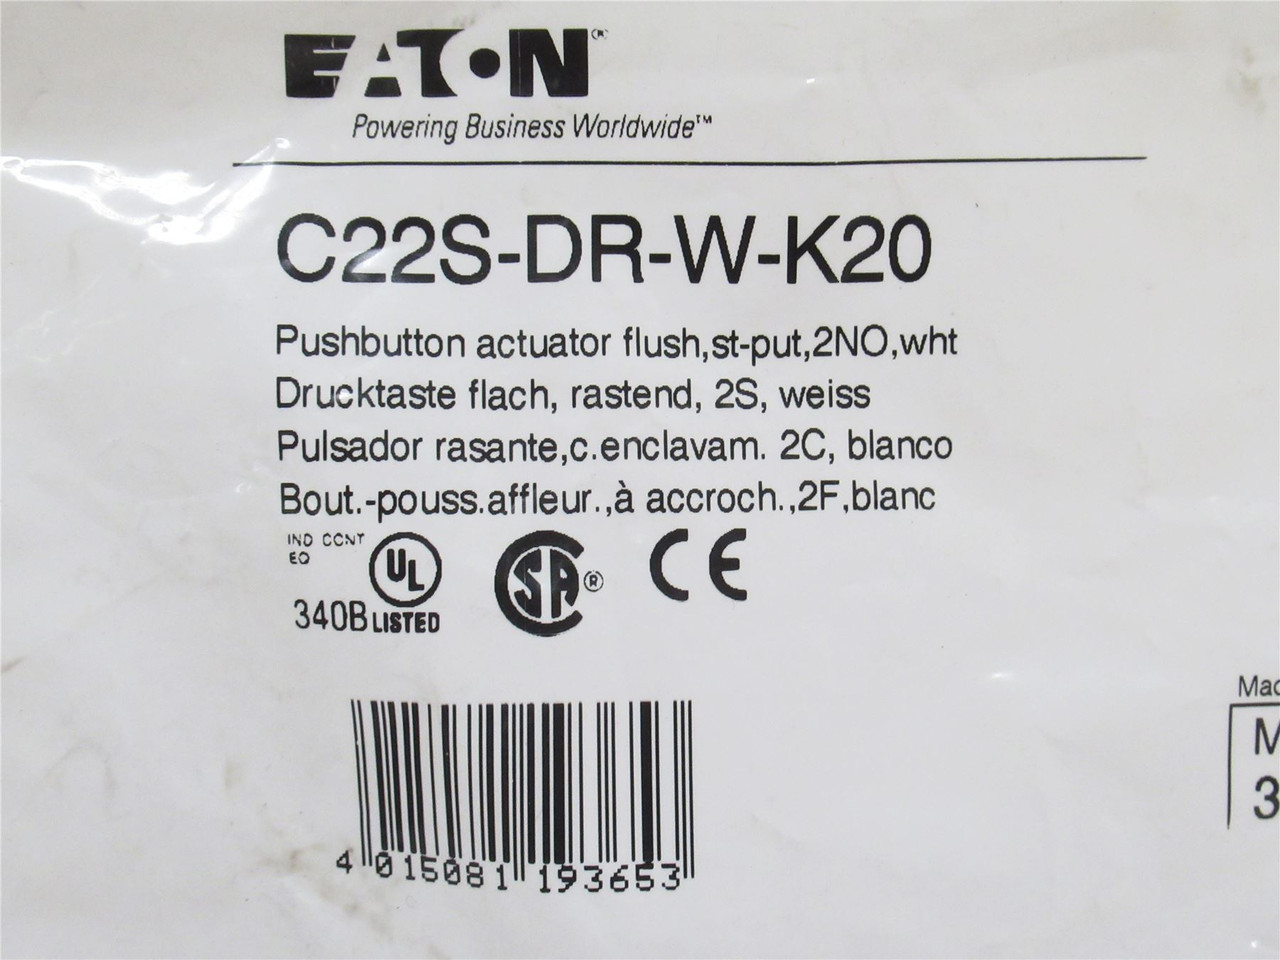 EATON®
Powering Business Worldwide™
C22S-DR-W-K20
Pushbutton actuator flush,st-put,2NO,wht
Drucktaste flach, rastend, 2S, weiss
Pulsador rasante,c.enclavam. 2C, blanco
Bout.-pouss.affleur.,à accroch.,2F,blanc
IND CONT
EQ
UL
340B LISTED
SA®
CE
4 015081 193653